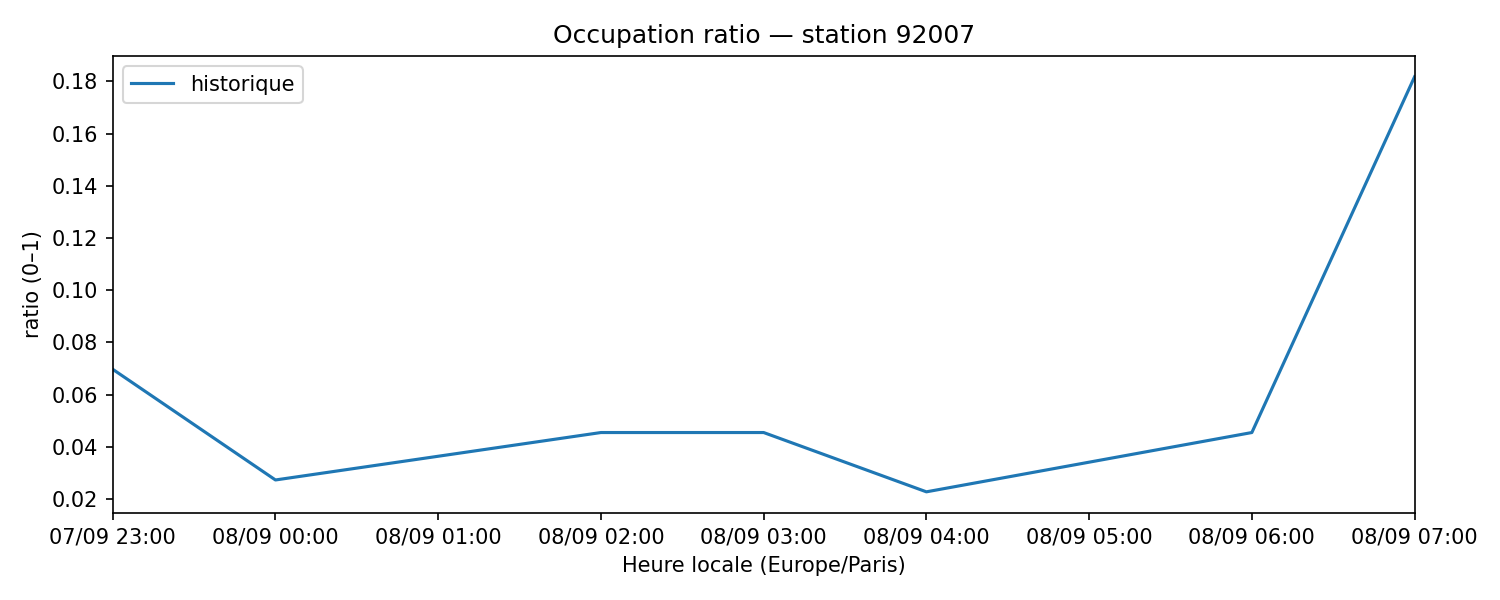 Occupation ratio — station 92007
historique
ratio (0–1)
0.18
0.16
0.14
0.12
0.10
0.08
0.06
0.04
0.02
07/09 23:00 08/09 00:00 08/09 01:00 08/09 02:00 08/09 03:00 08/09 04:00 08/09 05:00 08/09 06:00 08/09 07:00
Heure locale (Europe/Paris)